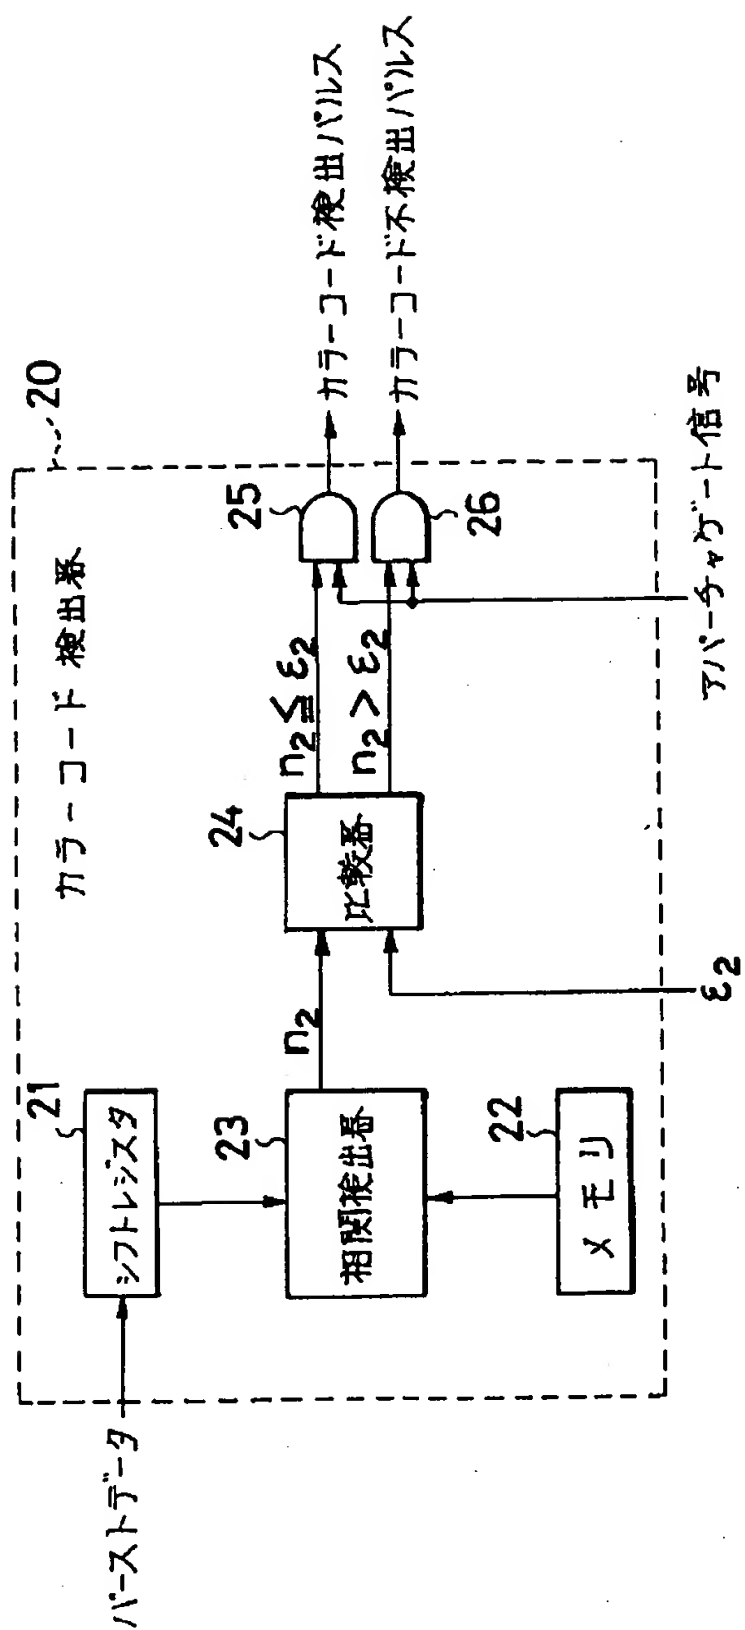 カラーコード検出器
20
バーストデータ
21
シフトレジスタ
23
相関検出器
22
メモリ
n₂
ε₂
24
比較器
n₂≦ε₂
n₂>ε₂
25
26
カラーコード検出パルス
カラーコード不検出パルス
アパーチャゲート信号